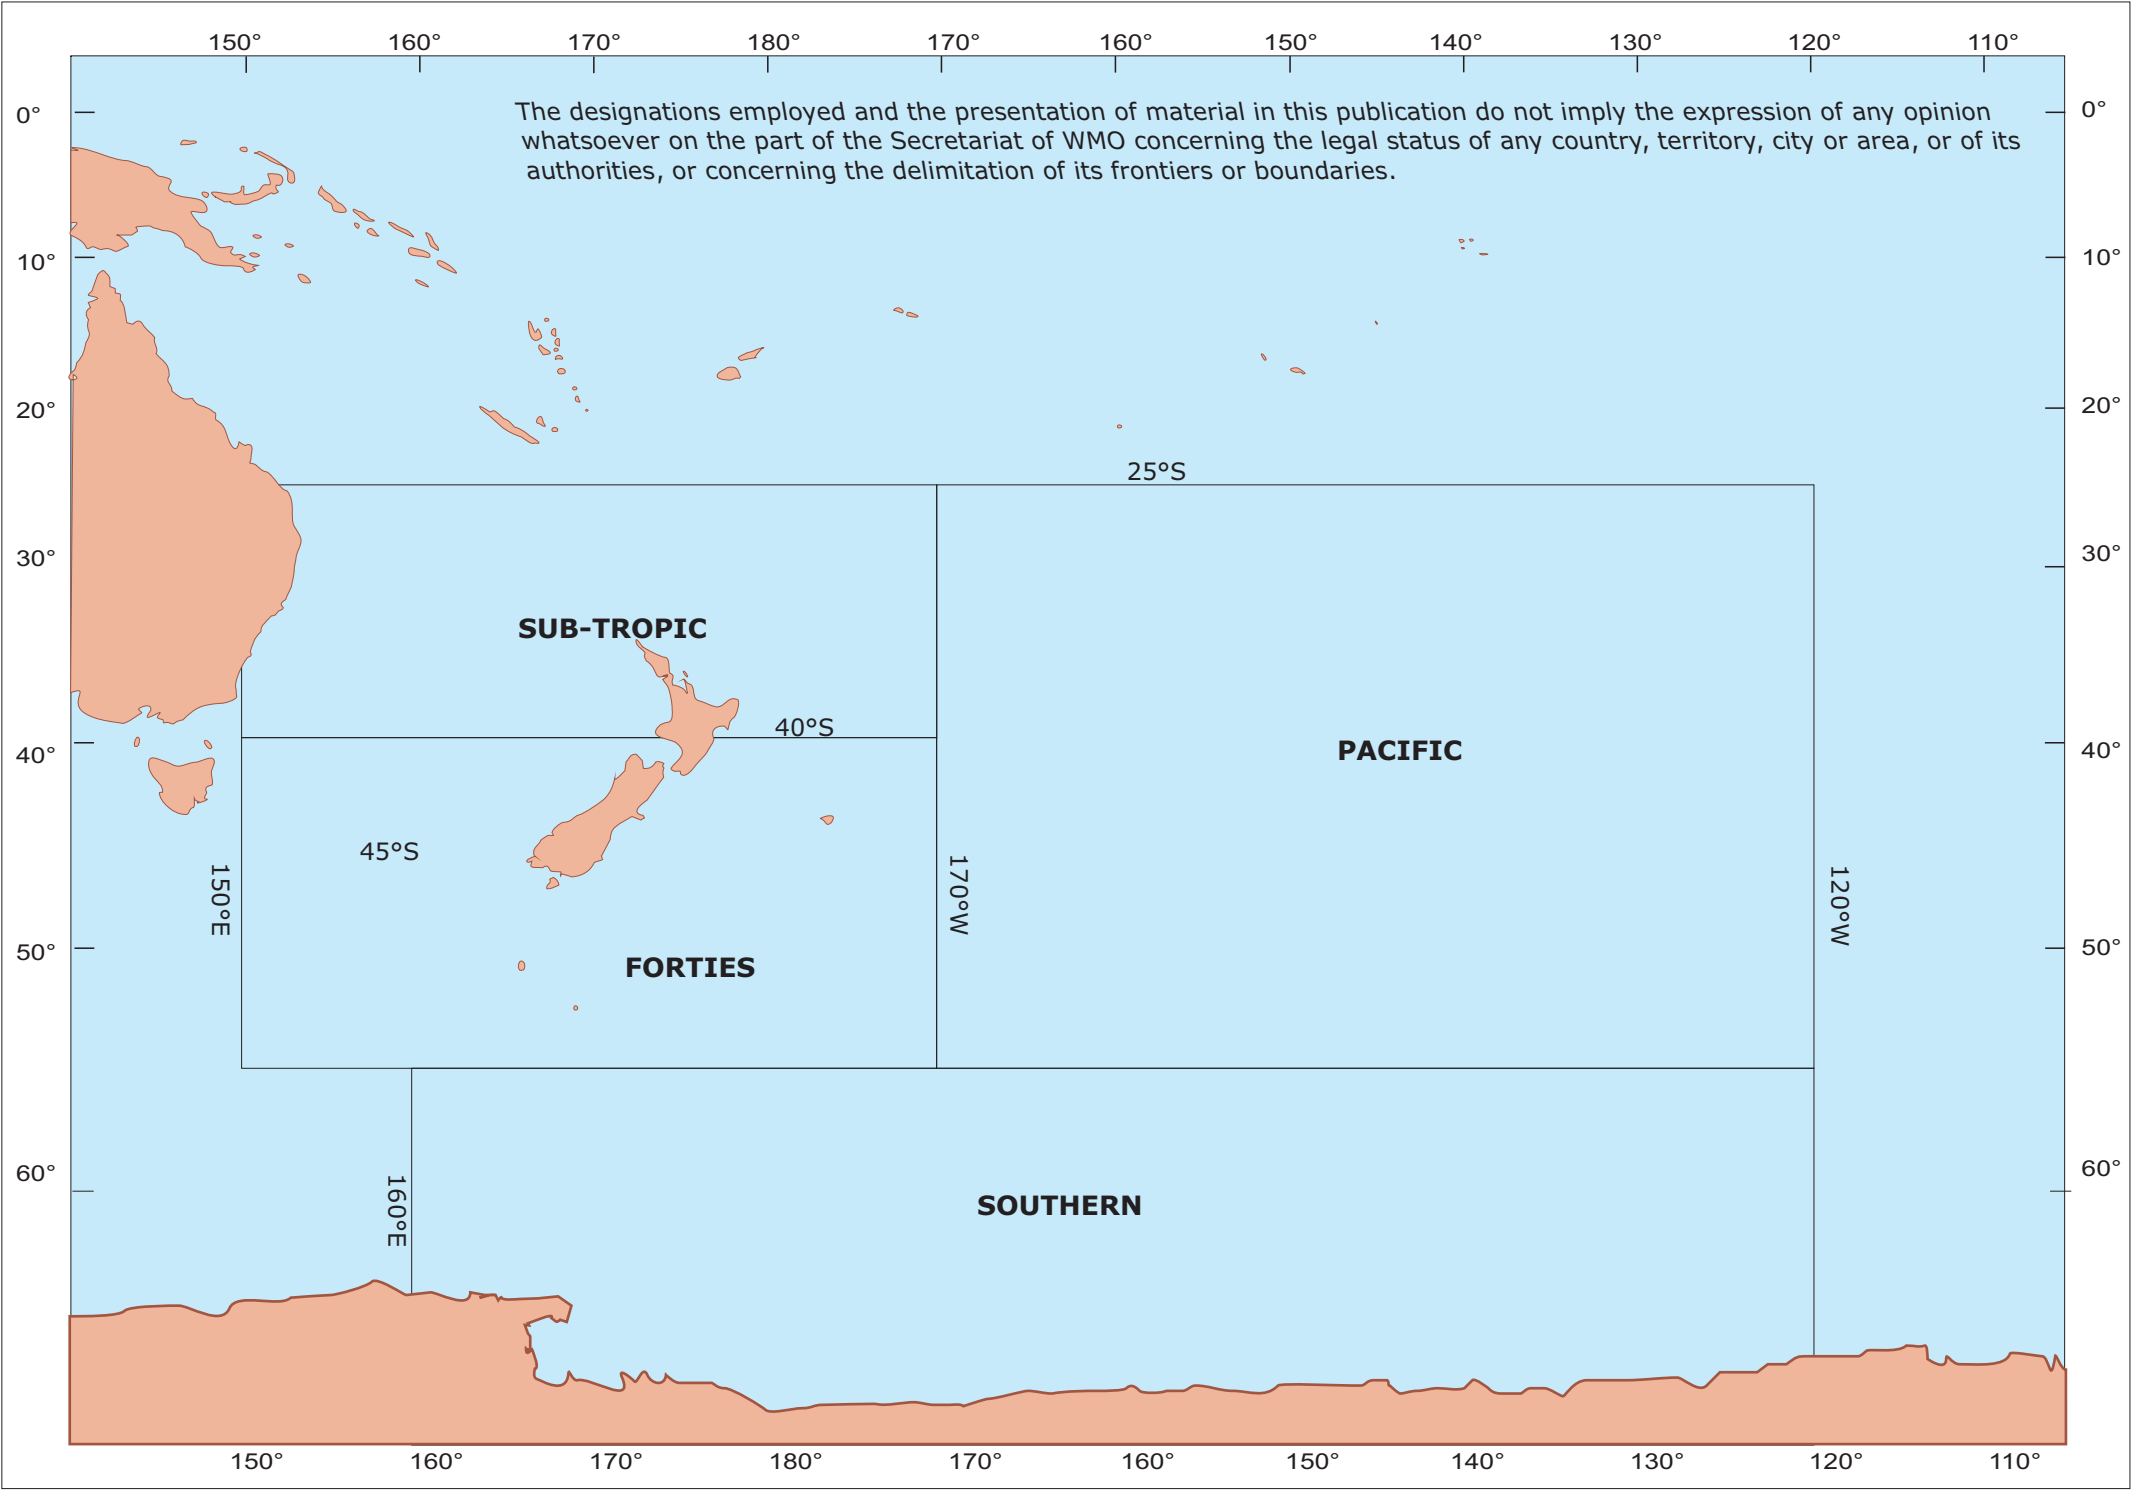 150° 160° 170° 180° 170° 160° 150° 140° 130° 120° 110°
The designations employed and the presentation of material in this publication do not imply the expression of any opinion
whatsoever on the part of the Secretariat of WMO concerning the legal status of any country, territory, city or area, or of its
authorities, or concerning the delimitation of its frontiers or boundaries.
0° 0°
10° 10°
20° 20°
25°S
30° 30°
SUB-TROPIC
40°S
40° PACIFIC 40°
45°S
150°E 170°W 120°W
50° 50°
FORTIES
60° 60°
160°E
SOUTHERN
150° 160° 170° 180° 170° 160° 150° 140° 130° 120° 110°